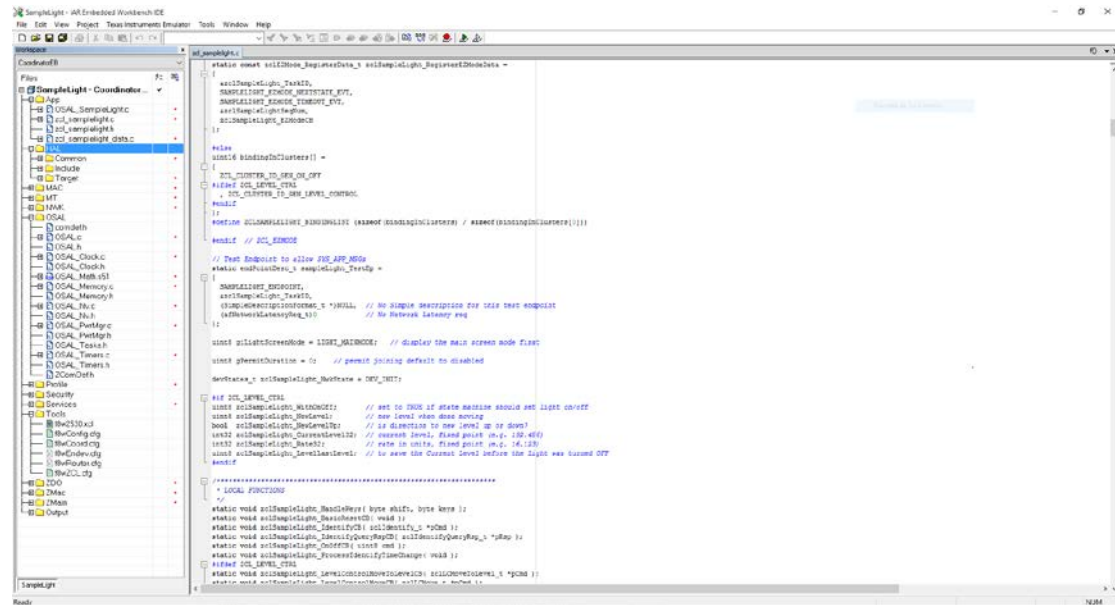 SampleLight - IAR Embedded Workbench IDE
File Edit View Project Texas Instruments Emulator Tools Window Help
Workspace
CoordinatorEB
Files
SampleLight - Coordinator...
App
OSAL_SampleLight.c
zcl_samplelight.c
zcl_samplelight.h
zcl_samplelight_data.c
HAL
Common
Include
Target
MAC
MT
NWK
OSAL
comdef.h
OSAL.c
OSAL.h
OSAL_Clock.c
OSAL_Clock.h
OSAL_Math.s51
OSAL_Memory.c
OSAL_Memory.h
OSAL_Nv.c
OSAL_Nv.h
OSAL_PwrMgr.c
OSAL_PwrMgr.h
OSAL_Tasks.h
OSAL_Timers.c
OSAL_Timers.h
ZComDef.h
Profile
Security
Services
Tools
f8w2530.xcl
f8wConfig.cfg
f8wCoord.cfg
f8wEndev.cfg
f8wRouter.cfg
f8wZCL.cfg
ZDO
ZMac
ZMain
Output
SampleLight
Ready
zcl_samplelight.c
static const zclEZMode_RegisterData_t zclSampleLight_RegisterEZModeData =
{
&zclSampleLight_TaskID,
SAMPLELIGHT_EZMODE_NEXTSTATE_EVT,
SAMPLELIGHT_EZMODE_TIMEOUT_EVT,
&zclSampleLightSeqNum,
zclSampleLight_EZModeCB
};
#else
uint16 bindingInClusters[] =
{
ZCL_CLUSTER_ID_GEN_ON_OFF
#ifdef ZCL_LEVEL_CTRL
, ZCL_CLUSTER_ID_GEN_LEVEL_CONTROL
#endif
};
#define ZCLSAMPLELIGHT_BINDINGLIST (sizeof(bindingInClusters) / sizeof(bindingInClusters[0]))
#endif // ZCL_EZMODE
// Test Endpoint to allow SYS_APP_MSGs
static endPointDesc_t sampleLight_TestEp =
{
SAMPLELIGHT_ENDPOINT,
&zclSampleLight_TaskID,
(SimpleDescriptionFormat_t *)NULL, // No Simple description for this test endpoint
(afNetworkLatencyReq_t)0 // No Network Latency req
};
uint8 giLightScreenMode = LIGHT_MAINMODE; // display the main screen mode first
uint8 gPermitDuration = 0; // permit joining default to disabled
devStates_t zclSampleLight_NwkState = DEV_INIT;
#if ZCL_LEVEL_CTRL
uint8 zclSampleLight_WithOnOff; // set to TRUE if state machine should set light on/off
uint8 zclSampleLight_NewLevel; // new level when done moving
bool zclSampleLight_NewLevelUp; // is direction to new level up or down?
int32 zclSampleLight_CurrentLevel32; // current level, fixed point (e.g. 192.456)
int32 zclSampleLight_Rate32; // rate in units, fixed point (e.g. 16.123)
uint8 zclSampleLight_LevelLastLevel; // to save the Current Level before the light was turned OFF
#endif
/*********************************************************************
* LOCAL FUNCTIONS
*/
static void zclSampleLight_HandleKeys( byte shift, byte keys );
static void zclSampleLight_BasicResetCB( void );
static void zclSampleLight_IdentifyCB( zclIdentify_t *pCmd );
static void zclSampleLight_IdentifyQueryRspCB( zclIdentifyQueryRsp_t *pRsp );
static void zclSampleLight_OnOffCB( uint8 cmd );
static void zclSampleLight_ProcessIdentifyTimeChange( void );
#ifdef ZCL_LEVEL_CTRL
static void zclSampleLight_LevelControlMoveToLevelCB( zclLCMoveToLevel_t *pCmd );
static void zclSampleLight_LevelControlMoveCB( zclLCMove_t *pCmd );
NUM